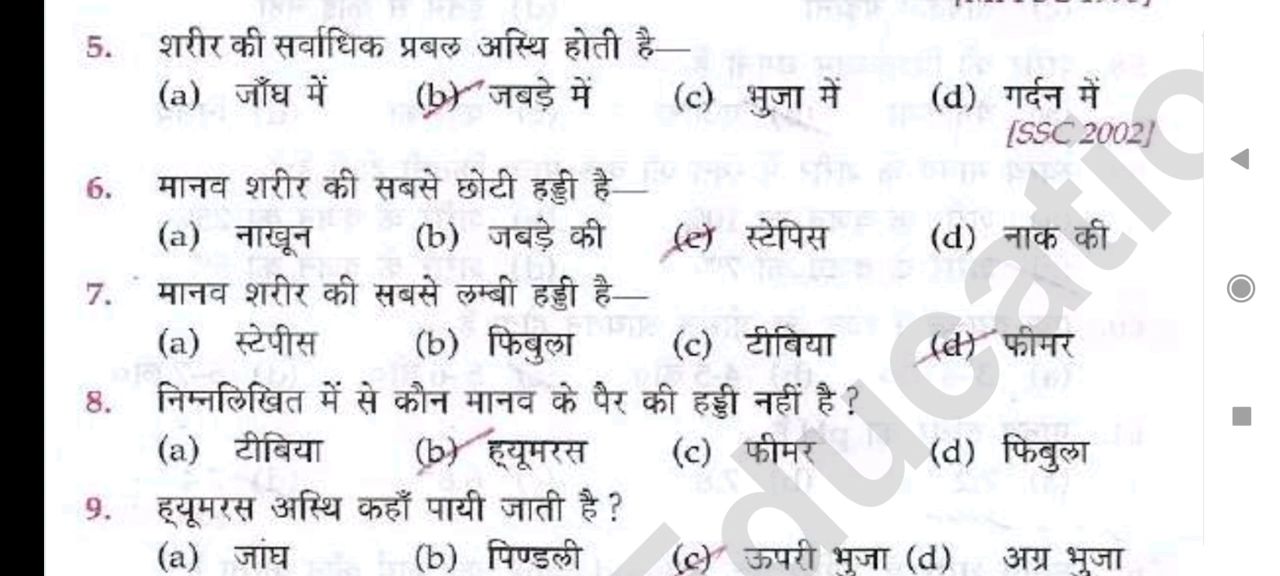 5. शरीर की सर्वाधिक प्रबल अस्थि होती है—
(a) जाँघ में (b) जबड़े में (c) भुजा में (d) गर्दन में
[SSC 2002]
6. मानव शरीर की सबसे छोटी हड्डी है—
(a) नाखून (b) जबड़े की (c) स्टेपिस (d) नाक की
7. मानव शरीर की सबसे लम्बी हड्डी है—
(a) स्टेपीस (b) फिबुला (c) टीबिया (d) फीमर
8. निम्नलिखित में से कौन मानव के पैर की हड्डी नहीं है ?
(a) टीबिया (b) ह्यूमरस (c) फीमर (d) फिबुला
9. ह्यूमरस अस्थि कहाँ पायी जाती है ?
(a) जांघ (b) पिण्डली (c) ऊपरी भुजा (d) अग्र भुजा
Educatio